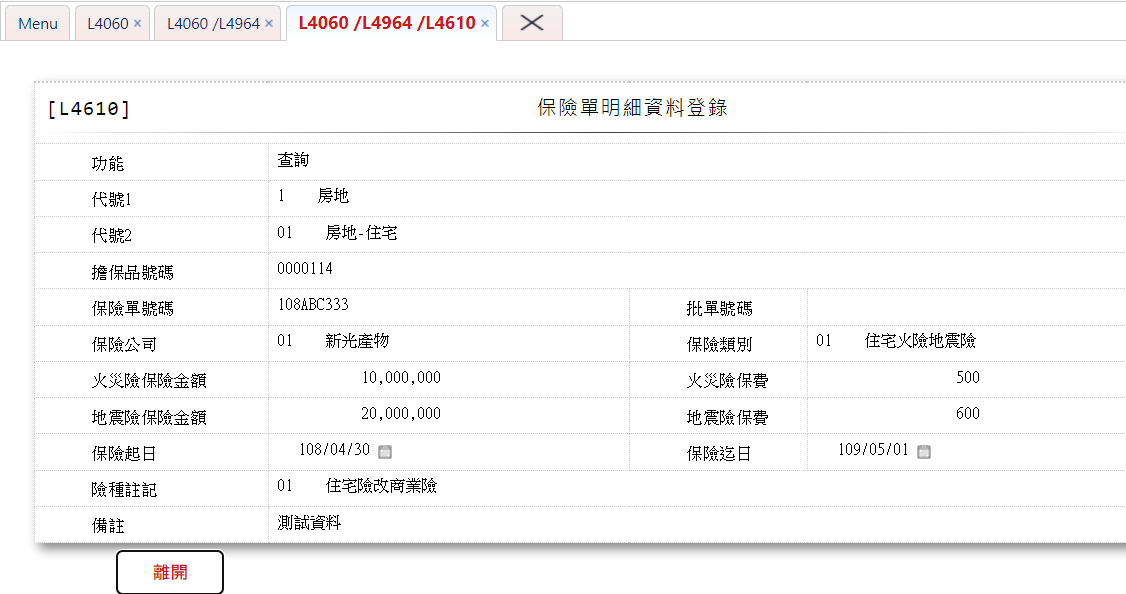 Menu L4060 × L4060 /L4964 × L4060 /L4964 /L4610 ×
[L4610] 保險單明細資料登錄
功能 查詢
代號1 1 房地
代號2 01 房地-住宅
擔保品號碼 0000114
保險單號碼 108ABC333 批單號碼
保險公司 01 新光產物 保險類別 01 住宅火險地震險
火災險保險金額 10,000,000 火災險保費 500
地震險保險金額 20,000,000 地震險保費 600
保險起日 108/04/30 保險迄日 109/05/01
險種註記 01 住宅險改商業險
備註 測試資料
離開